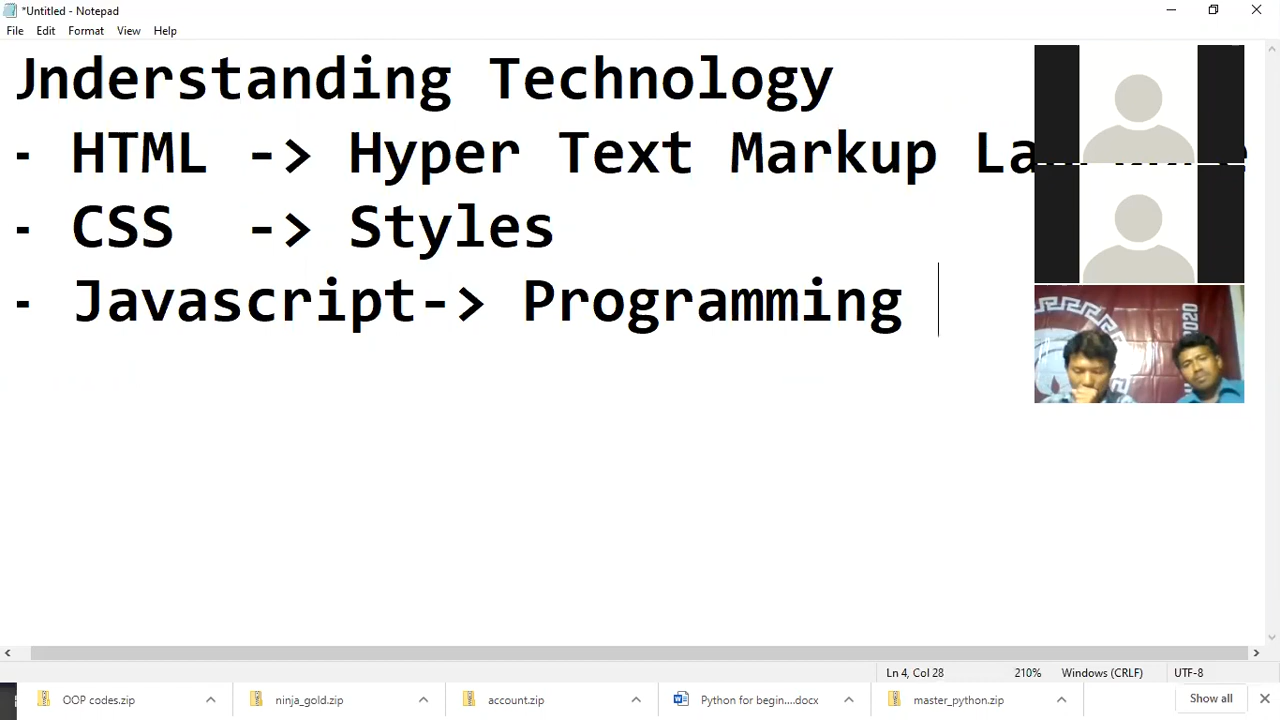 *Untitled - Notepad
File Edit Format View Help
Understanding Technology
- HTML -> Hyper Text Markup
- CSS -> Styles
- Javascript-> Programming
2020
Ln 4, Col 28 210% Windows (CRLF) UTF-8
OOP codes.zip ninja_gold.zip account.zip Python for begin....docx master_python.zip Show all